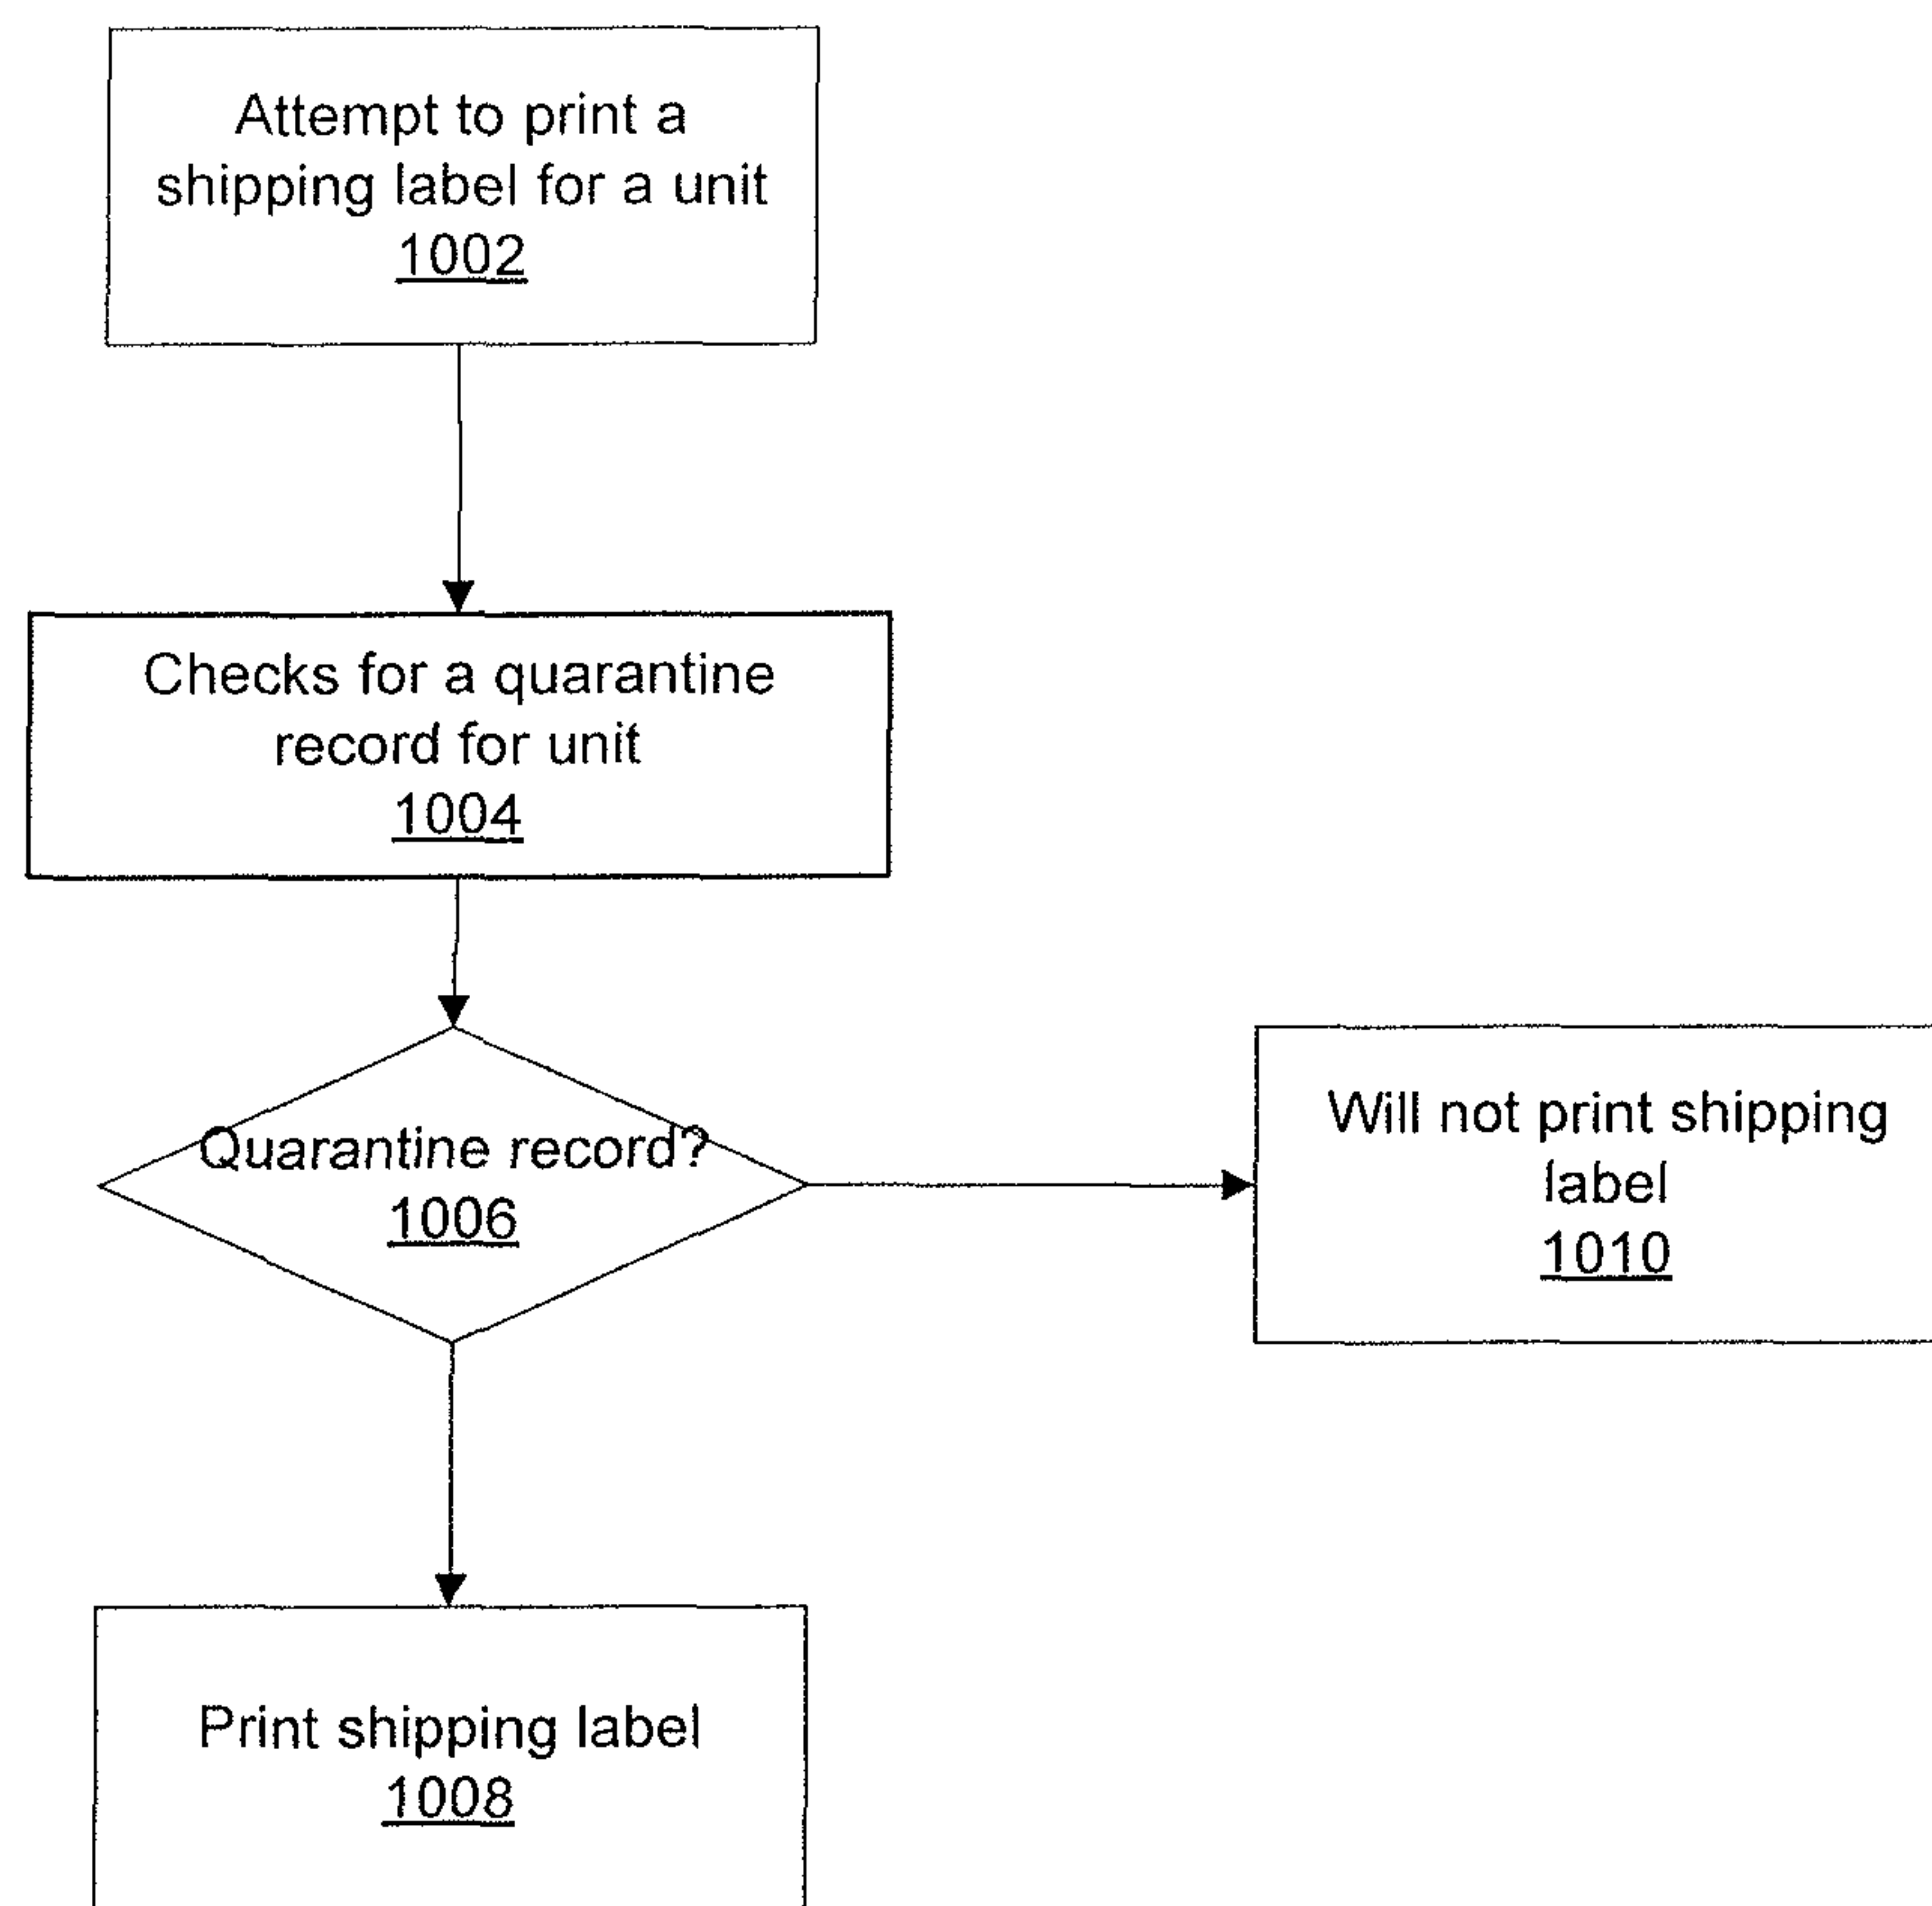 Attempt to print a
shipping label for a unit
1002
Checks for a quarantine
record for unit
1004
Quarantine record?
1006
Will not print shipping
label
1010
Print shipping label
1008